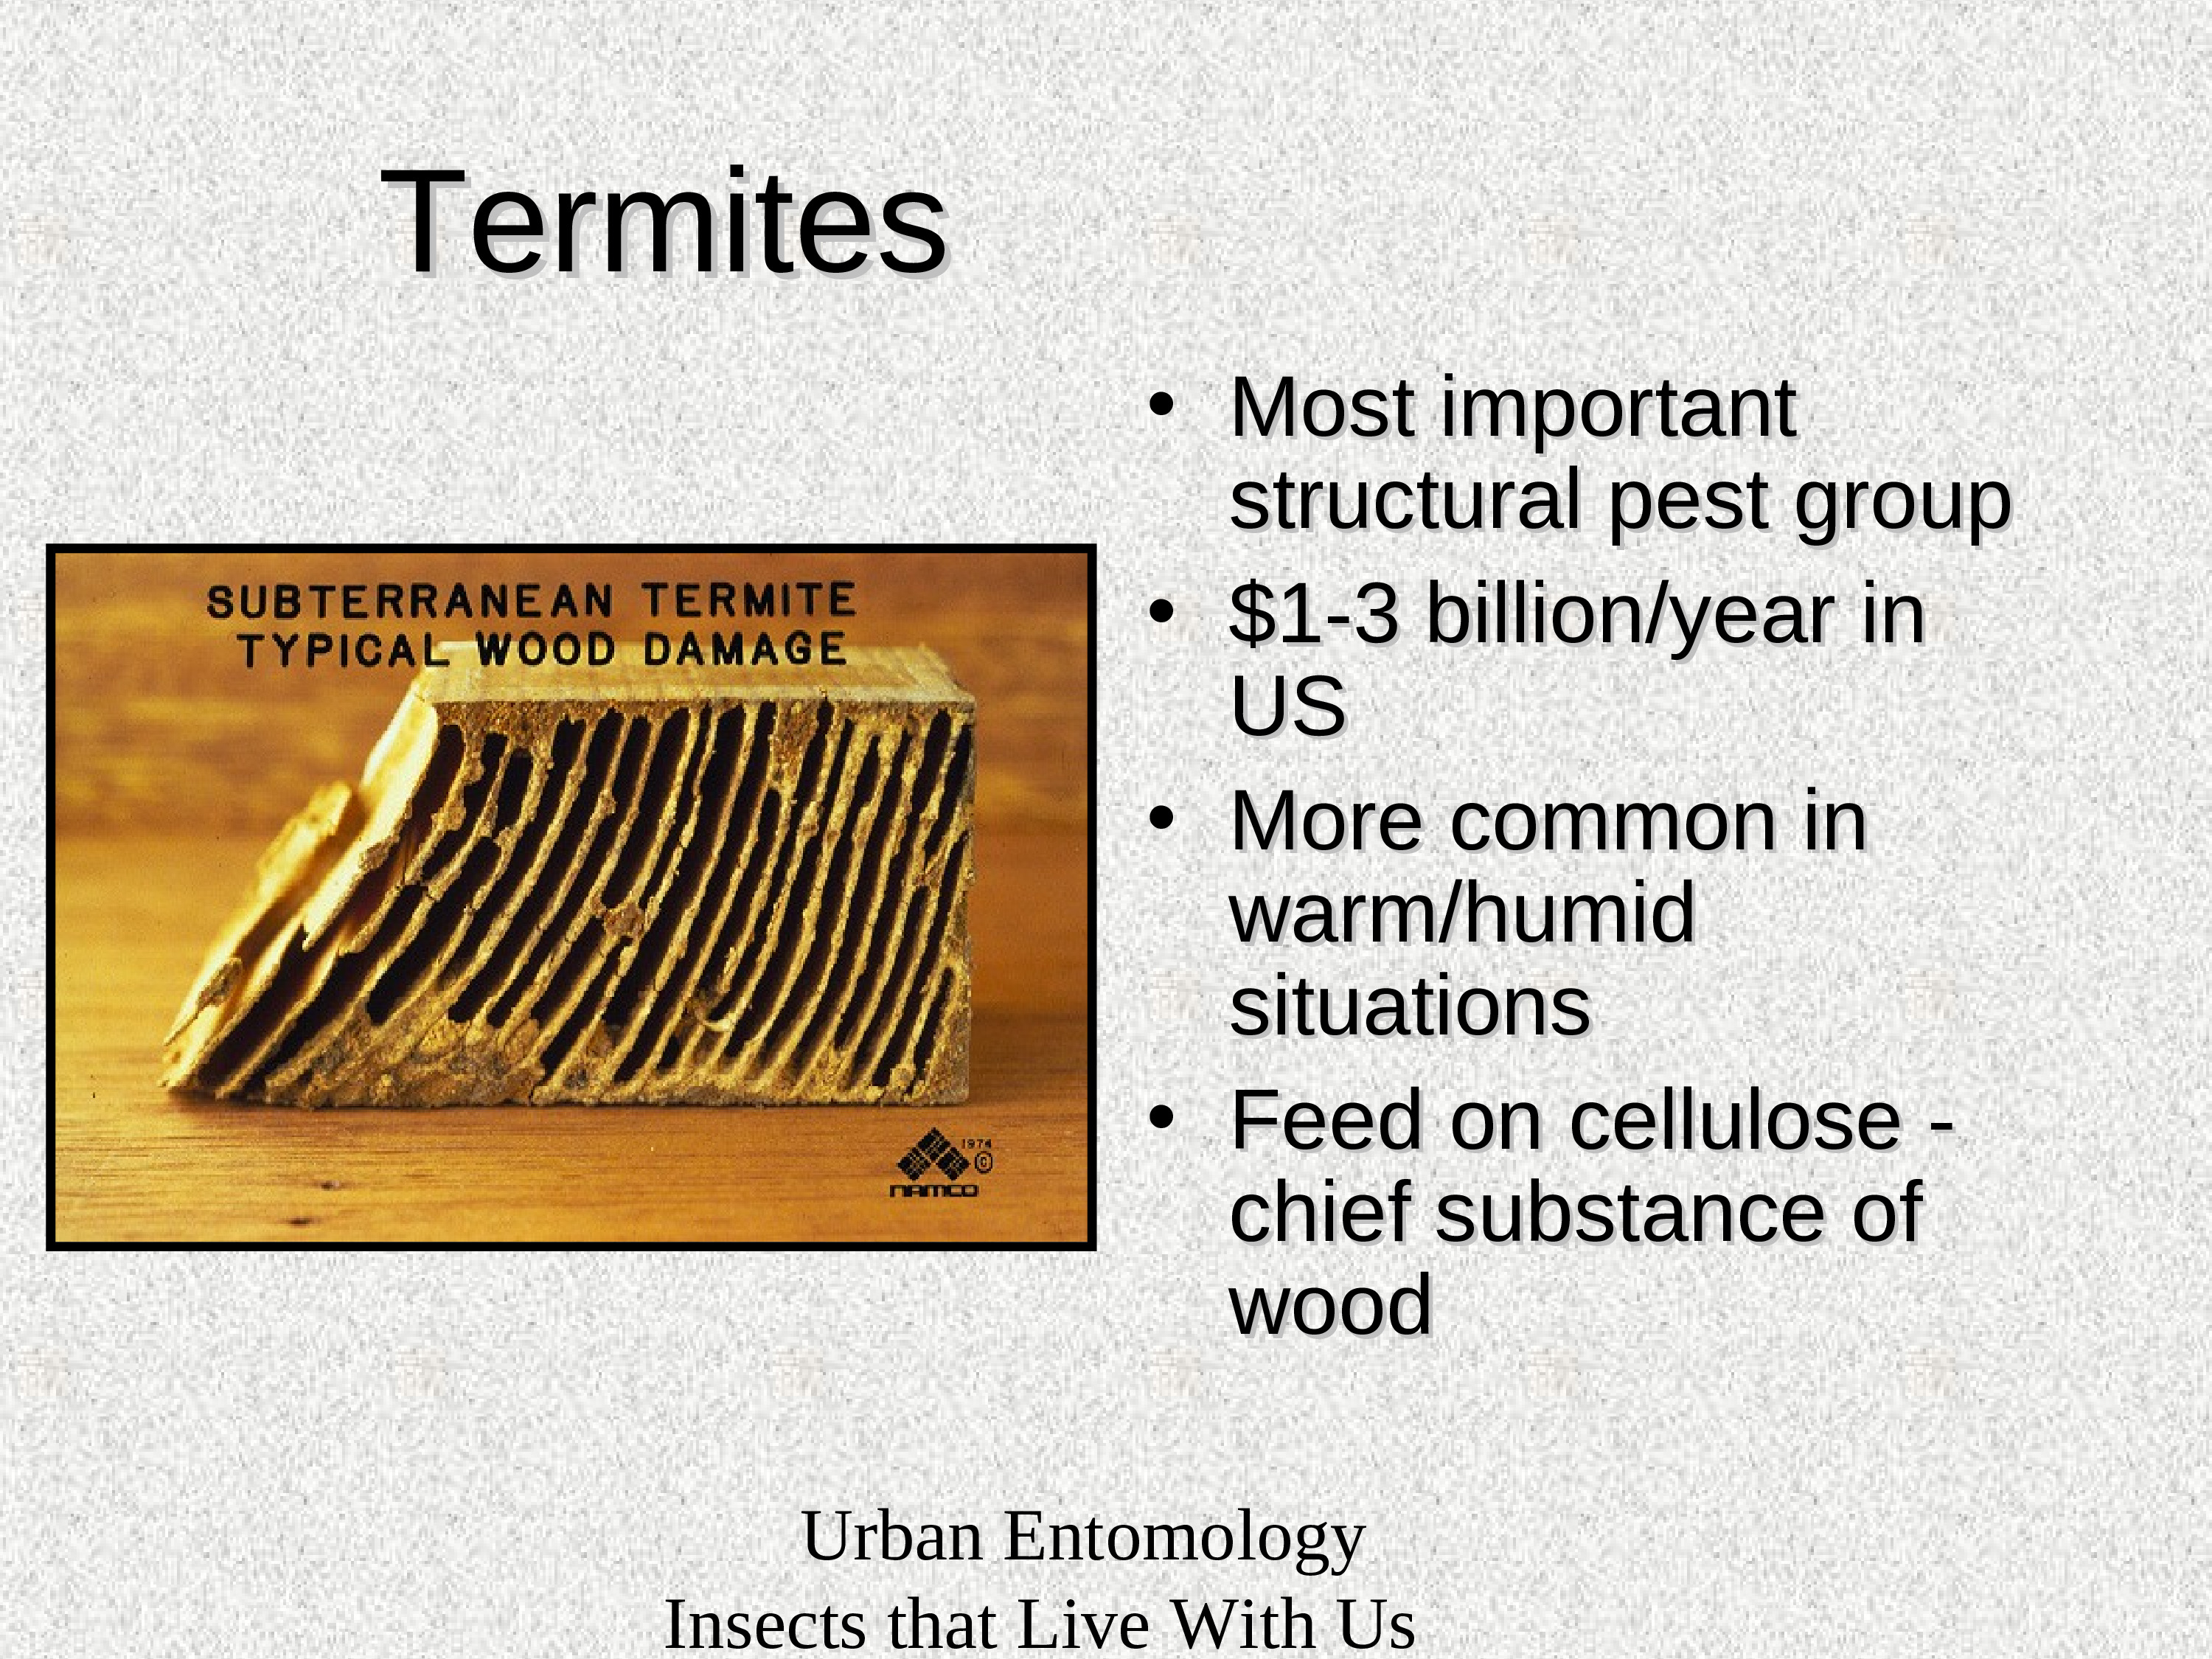 Termites
SUBTERRANEAN TERMITE
TYPICAL WOOD DAMAGE
1974
©
NAMCO
• Most important
structural pest group
• $1-3 billion/year in
US
• More common in
warm/humid
situations
• Feed on cellulose -
chief substance of
wood
Urban Entomology
Insects that Live With Us